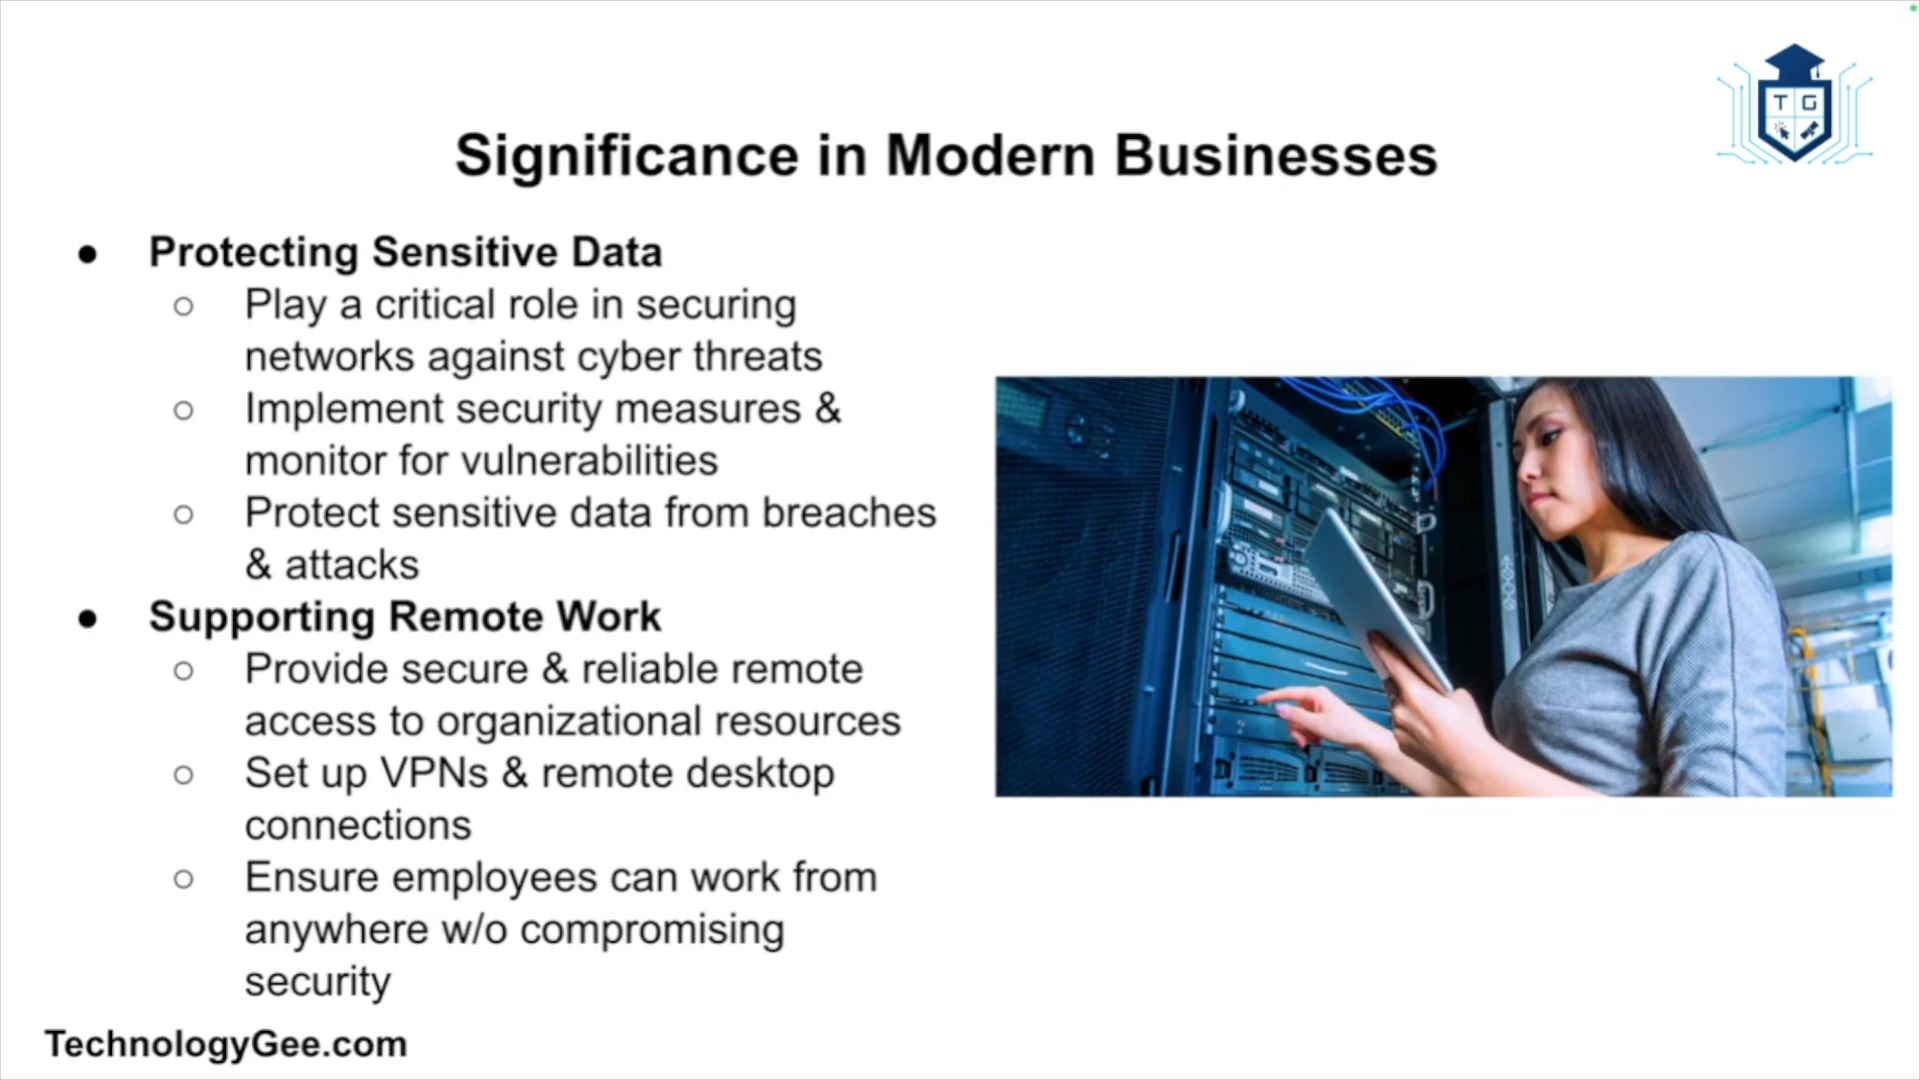 T G
Significance in Modern Businesses
● Protecting Sensitive Data
○ Play a critical role in securing
networks against cyber threats
○ Implement security measures &
monitor for vulnerabilities
○ Protect sensitive data from breaches
& attacks
● Supporting Remote Work
○ Provide secure & reliable remote
access to organizational resources
○ Set up VPNs & remote desktop
connections
○ Ensure employees can work from
anywhere w/o compromising
security
TechnologyGee.com